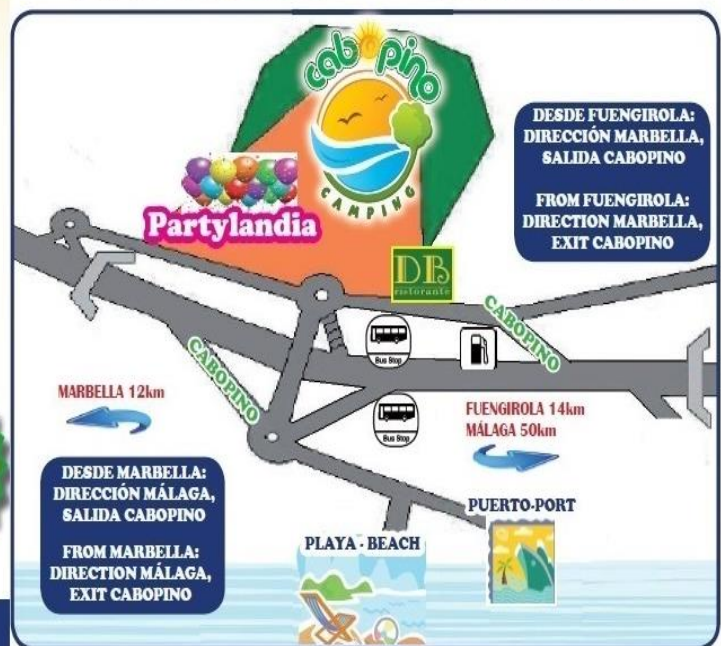 cabopino
CAMPING
Partylandia
DB
ristorante
DESDE FUENGIROLA:
DIRECCIÓN MARBELLA,
SALIDA CABOPINO
FROM FUENGIROLA:
DIRECTION MARBELLA,
EXIT CABOPINO
CABOPINO
Bus Stop
CABOPINO
MARBELLA 12km
Bus Stop
FUENGIROLA 14km
MÁLAGA 50km
DESDE MARBELLA:
DIRECCIÓN MÁLAGA,
SALIDA CABOPINO
FROM MARBELLA:
DIRECTION MÁLAGA,
EXIT CABOPINO
PUERTO-PORT
PLAYA - BEACH